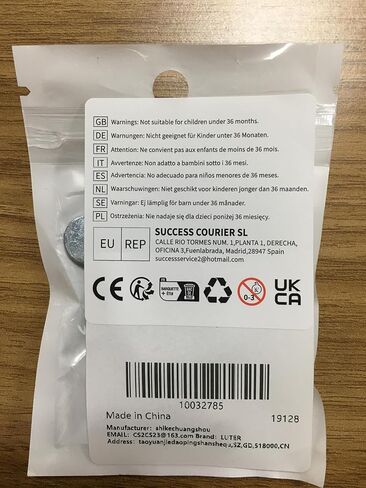 GB Warnings: Not suitable for children under 36 months.
DE Warnungen: Nicht geeignet für Kinder unter 36 Monaten.
FR Attention: Ne convient pas aux enfants de moins de 36 mois.
IT Avvertenze: Non adatto a bambini sotto i 36 mesi.
ES Advertencia: No adecuado para niños menores de 36 meses.
NL Waarschuwingen: Niet geschikt voor kinderen jonger dan 36 maanden.
SE Varningar: Ej lämplig för barn under 36 månader.
PL Ostrzeżenia: Nie nadaje się dla dzieci poniżej 36 miesięcy.
EU REP
SUCCESS COURIER SL
CALLE RIO TORMES NUM. 1,PLANTA 1, DERECHA,
OFICINA 3,Fuenlabrada, Madrid,28947 Spain
successservice2@hotmail.com
CE
BARQUETTE
+ ÉTUI
0-3
UK
CA
10032785
Made in China
19128
Manufacturer: shikechuangshou
EMAIL: CS2CS23@163.com Brand: LUTER
Address: taoyuanjiedaopingshanshequ,SZ,GD,518000,CN